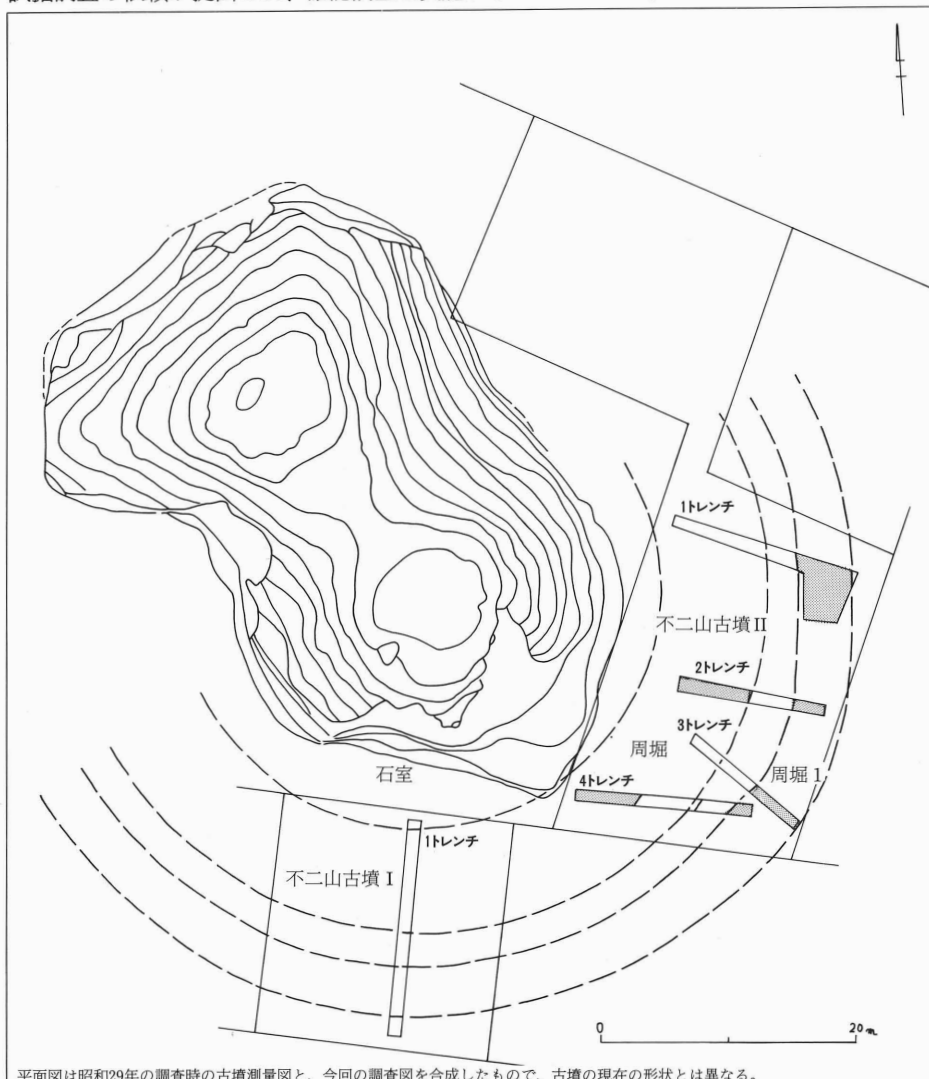 1トレンチ
不二山古墳Ⅱ
2トレンチ
3トレンチ
周堀
周堀1
石室
4トレンチ
1トレンチ
不二山古墳Ⅰ
0 20m
平面図は昭和29年の調査時の古墳測量図と、今回の調査図を合成したもので、古墳の現在の形状とは異なる。